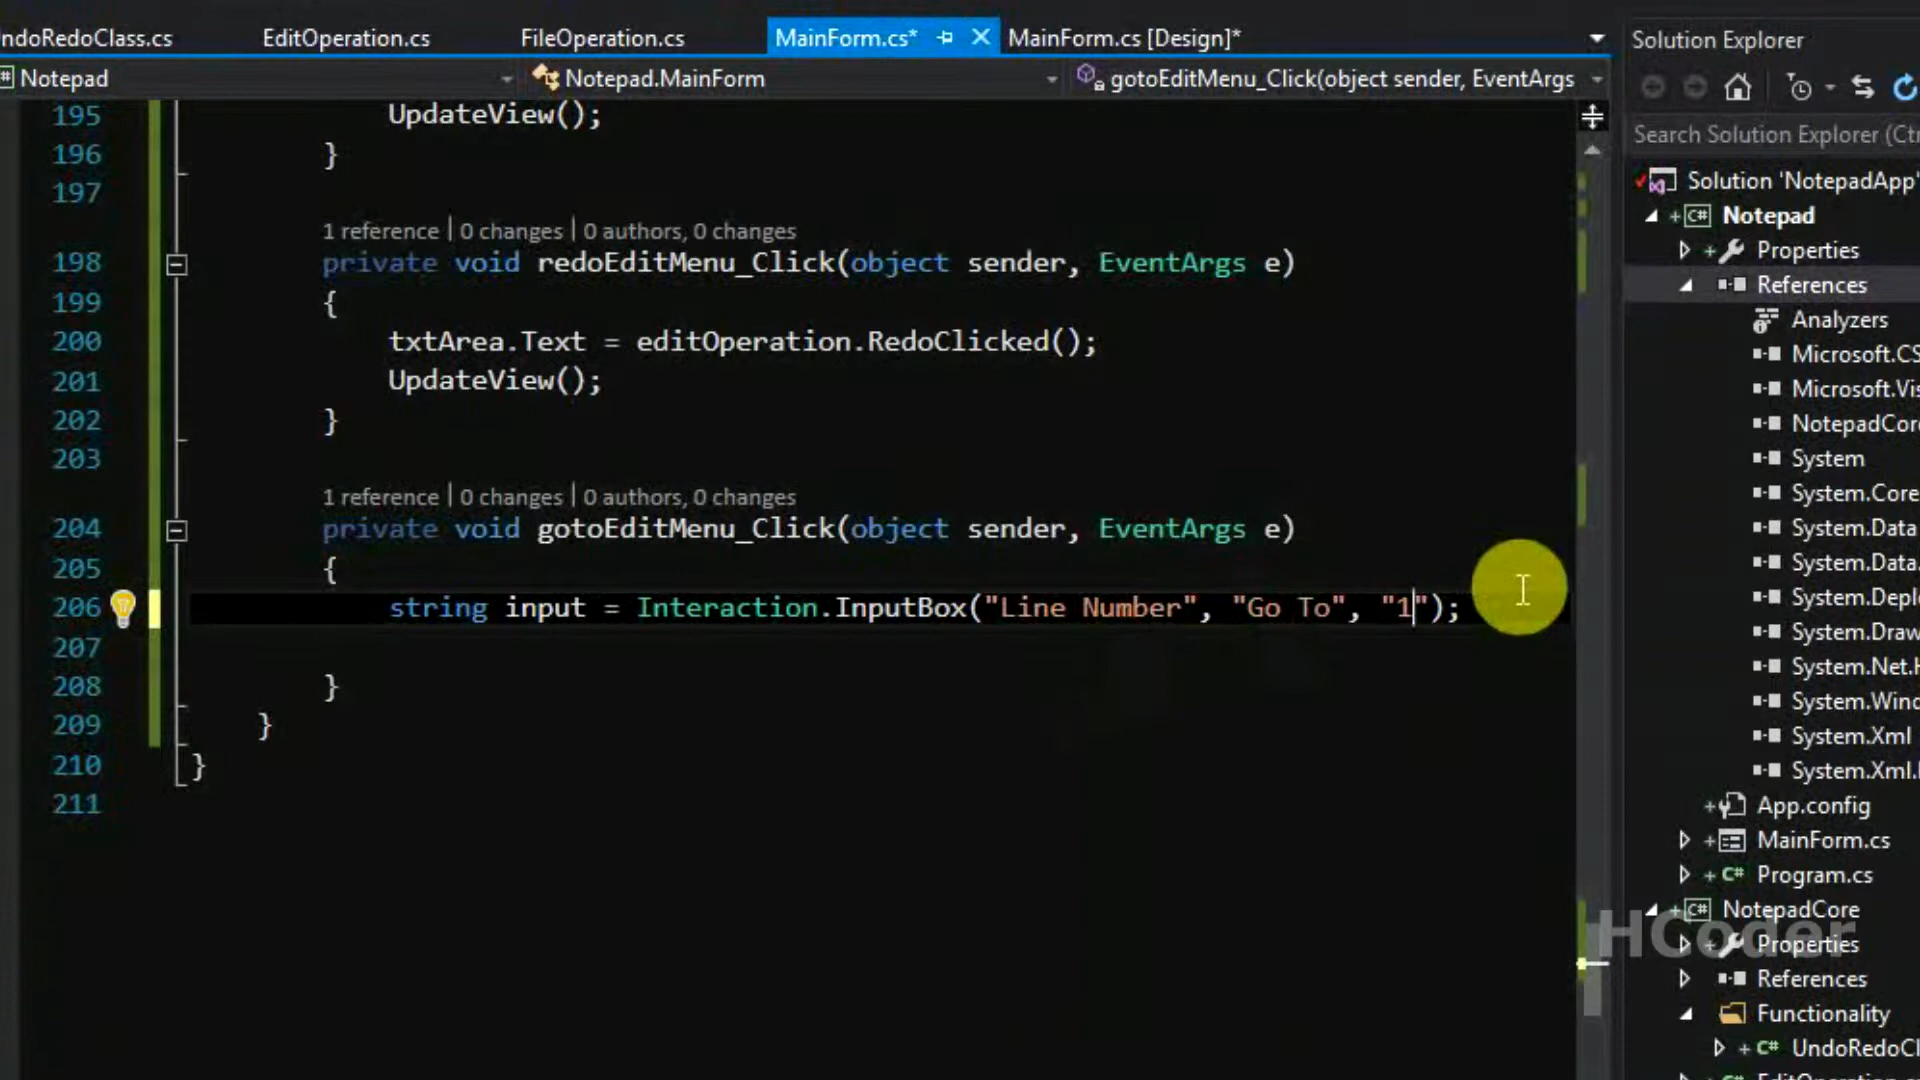 ndoRedoClass.cs EditOperation.cs FileOperation.cs MainForm.cs* MainForm.cs [Design]*
Notepad Notepad.MainForm gotoEditMenu_Click(object sender, EventArgs
195 UpdateView();
196 }
197
1 reference | 0 changes | 0 authors, 0 changes
198 private void redoEditMenu_Click(object sender, EventArgs e)
199 {
200 txtArea.Text = editOperation.RedoClicked();
201 UpdateView();
202 }
203
1 reference | 0 changes | 0 authors, 0 changes
204 private void gotoEditMenu_Click(object sender, EventArgs e)
205 {
206 string input = Interaction.InputBox("Line Number", "Go To", "1");
207
208 }
209 }
210 }
211
Solution Explorer
Search Solution Explorer (Ctr
Solution 'NotepadApp'
C# Notepad
Properties
References
Analyzers
Microsoft.CS
Microsoft.Vis
NotepadCore
System
System.Core
System.Data
System.Data.
System.Deplo
System.Draw
System.Net.H
System.Wind
System.Xml
System.Xml.
App.config
MainForm.cs
C# Program.cs
C# NotepadCore
Properties
References
Functionality
C# UndoRedoCl
HCoder